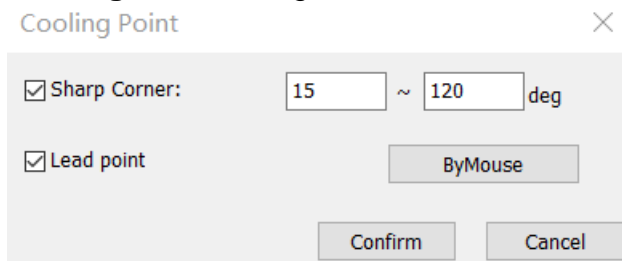 Cooling Point
Sharp Corner: 15 ~ 120 deg
Lead point ByMouse
Confirm Cancel